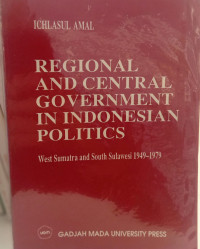 ICHLASUL AMAL
REGIONAL
AND CENTRAL
GOVERNMENT
IN INDONESIAN
POLITICS
West Sumatra and South Sulawesi 1949-1979
GADJAH MADA UNIVERSITY PRESS